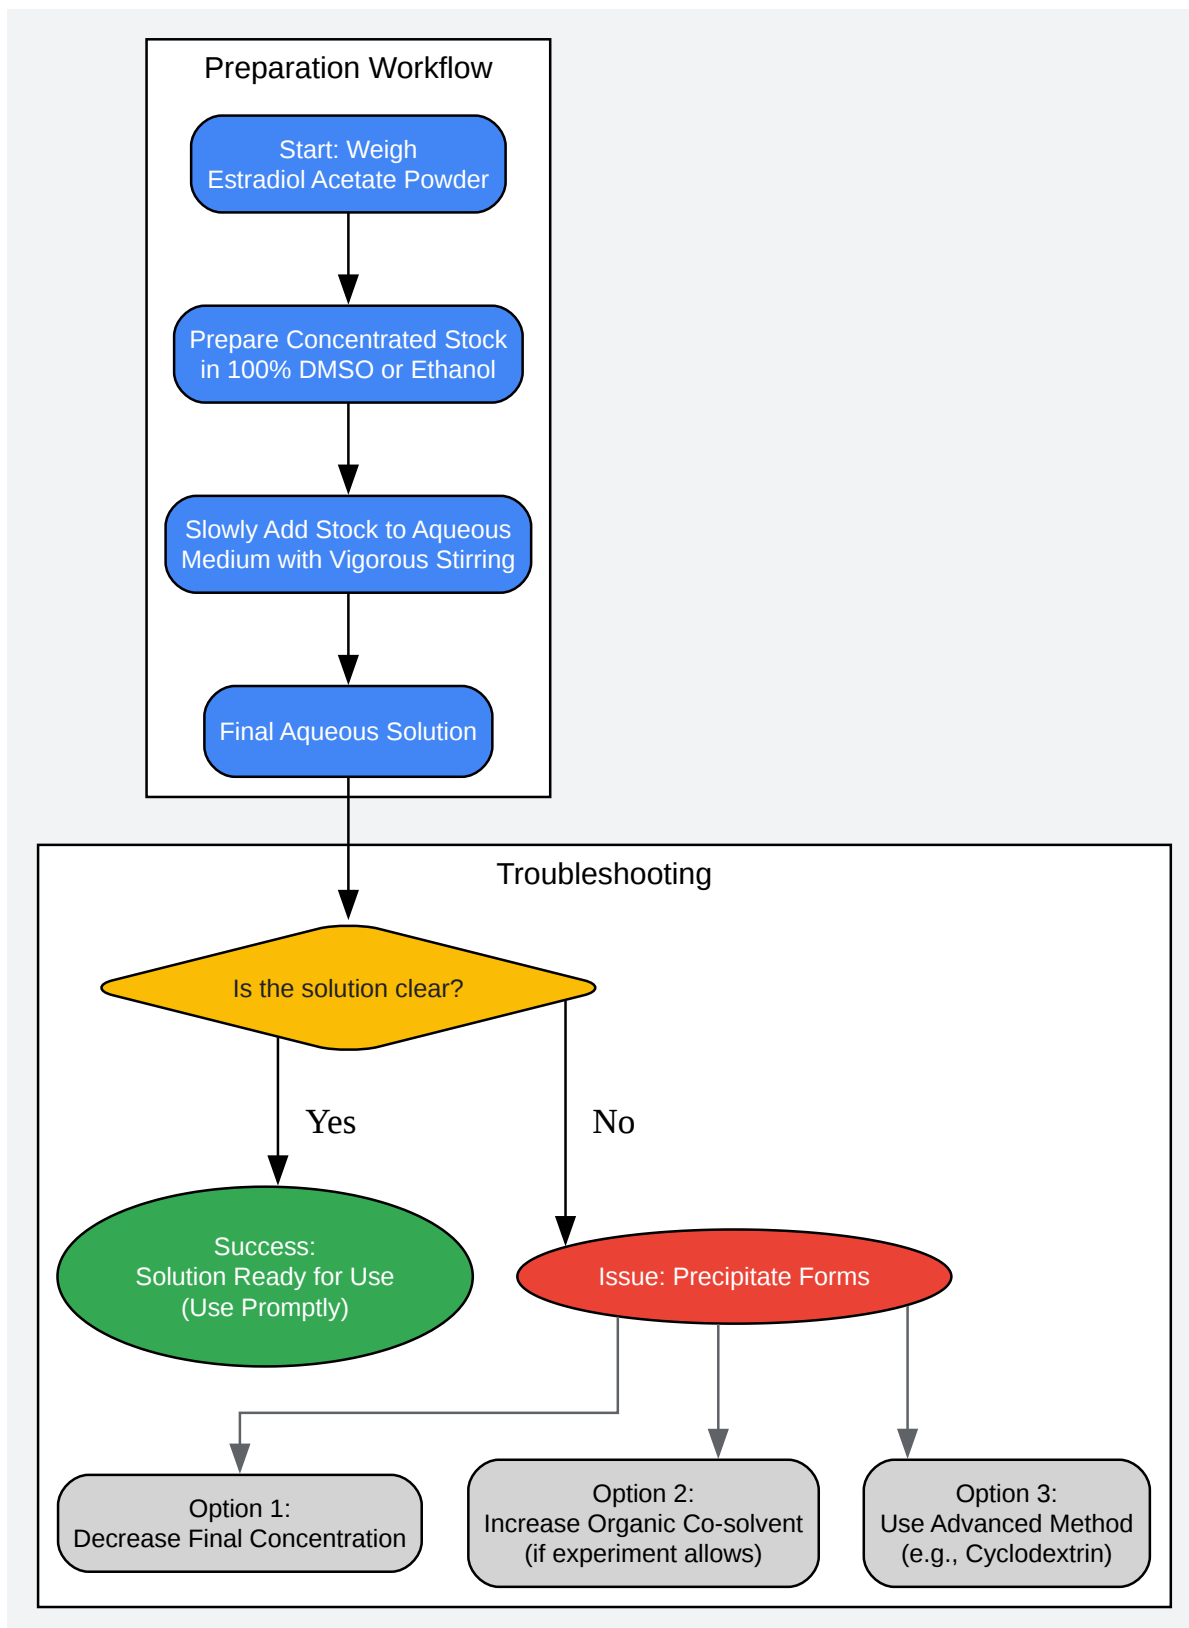 Preparation Workflow
Start: Weigh
Estradiol Acetate Powder
Prepare Concentrated Stock
in 100% DMSO or Ethanol
Slowly Add Stock to Aqueous
Medium with Vigorous Stirring
Final Aqueous Solution
Troubleshooting
Is the solution clear?
Yes
No
Success:
Solution Ready for Use
(Use Promptly)
Issue: Precipitate Forms
Option 1:
Decrease Final Concentration
Option 2:
Increase Organic Co-solvent
(if experiment allows)
Option 3:
Use Advanced Method
(e.g., Cyclodextrin)